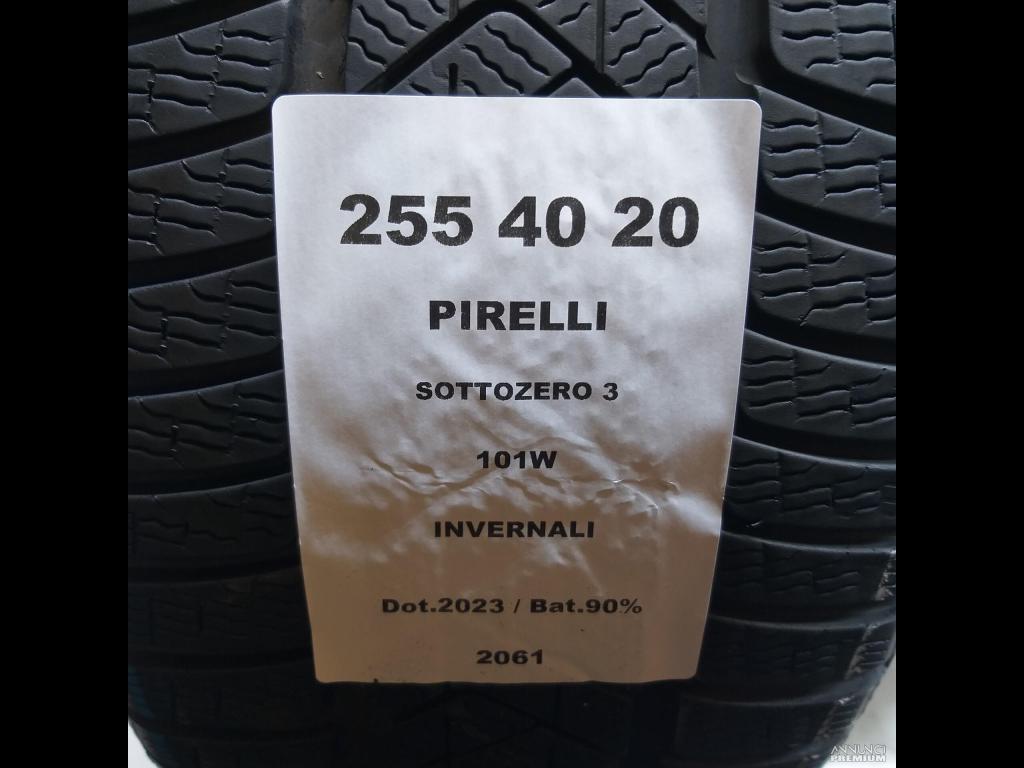 255 40 20
PIRELLI
SOTTOZERO 3
101W
INVERNALI
Dot.2023 / Bat.90%
2061
ANNUNCI
PREMIUM